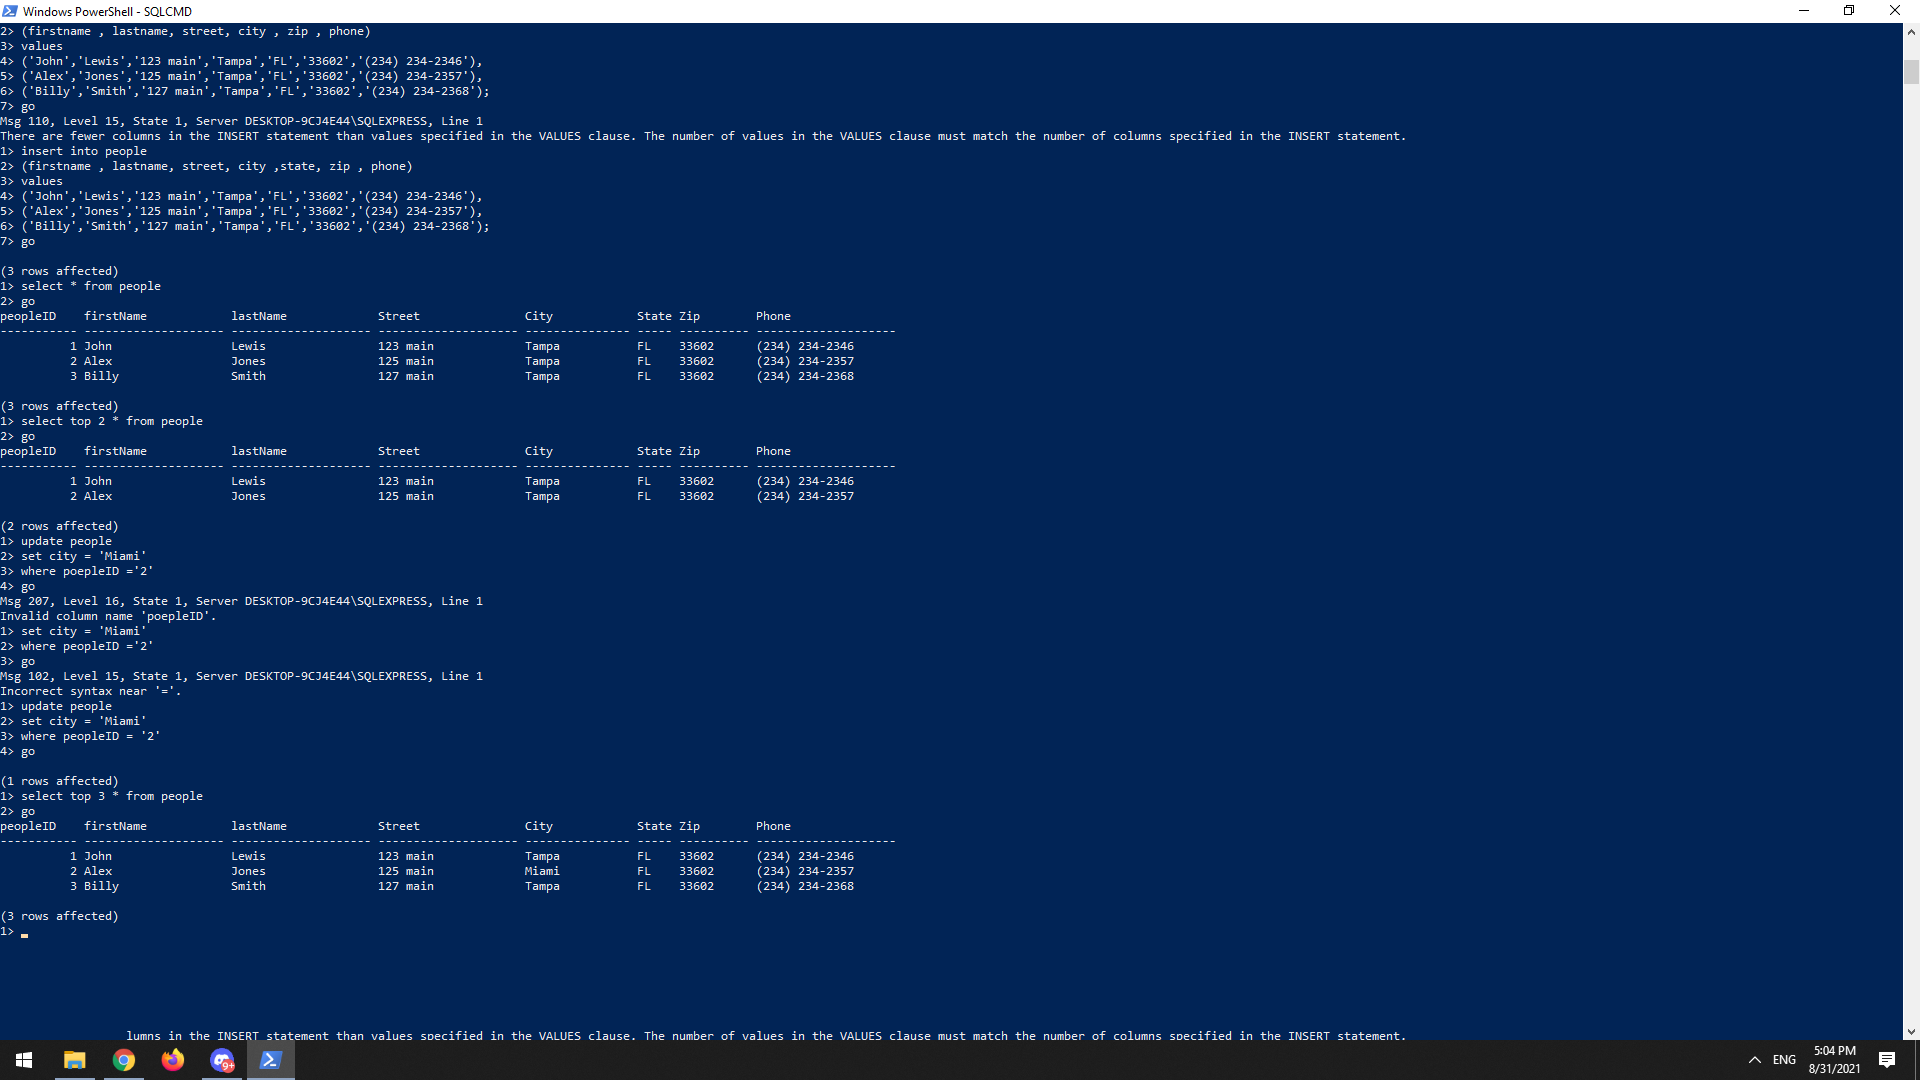 Windows PowerShell - SQLCMD
2> (firstname , lastname, street, city , zip , phone)
3> values
4> ('John','Lewis','123 main','Tampa','FL','33602','(234) 234-2346'),
5> ('Alex','Jones','125 main','Tampa','FL','33602','(234) 234-2357'),
6> ('Billy','Smith','127 main','Tampa','FL','33602','(234) 234-2368');
7> go
Msg 110, Level 15, State 1, Server DESKTOP-9CJ4E44\SQLEXPRESS, Line 1
There are fewer columns in the INSERT statement than values specified in the VALUES clause. The number of values in the VALUES clause must match the number of columns specified in the INSERT statement.
1> insert into people
2> (firstname , lastname, street, city ,state, zip , phone)
3> values
4> ('John','Lewis','123 main','Tampa','FL','33602','(234) 234-2346'),
5> ('Alex','Jones','125 main','Tampa','FL','33602','(234) 234-2357'),
6> ('Billy','Smith','127 main','Tampa','FL','33602','(234) 234-2368');
7> go
(3 rows affected)
1> select * from people
2> go
peopleID    firstName            lastName             Street               City            State Zip        Phone
----------- -------------------- -------------------- -------------------- --------------- ----- ---------- --------------------
          1 John                 Lewis                123 main             Tampa           FL    33602      (234) 234-2346
          2 Alex                 Jones                125 main             Tampa           FL    33602      (234) 234-2357
          3 Billy                Smith                127 main             Tampa           FL    33602      (234) 234-2368
(3 rows affected)
1> select top 2 * from people
2> go
peopleID    firstName            lastName             Street               City            State Zip        Phone
----------- -------------------- -------------------- -------------------- --------------- ----- ---------- --------------------
          1 John                 Lewis                123 main             Tampa           FL    33602      (234) 234-2346
          2 Alex                 Jones                125 main             Tampa           FL    33602      (234) 234-2357
(2 rows affected)
1> update people
2> set city = 'Miami'
3> where poepleID ='2'
4> go
Msg 207, Level 16, State 1, Server DESKTOP-9CJ4E44\SQLEXPRESS, Line 1
Invalid column name 'poepleID'.
1> set city = 'Miami'
2> where peopleID ='2'
3> go
Msg 102, Level 15, State 1, Server DESKTOP-9CJ4E44\SQLEXPRESS, Line 1
Incorrect syntax near '='.
1> update people
2> set city = 'Miami'
3> where peopleID = '2'
4> go
(1 rows affected)
1> select top 3 * from people
2> go
peopleID    firstName            lastName             Street               City            State Zip        Phone
----------- -------------------- -------------------- -------------------- --------------- ----- ---------- --------------------
          1 John                 Lewis                123 main             Tampa           FL    33602      (234) 234-2346
          2 Alex                 Jones                125 main             Miami           FL    33602      (234) 234-2357
          3 Billy                Smith                127 main             Tampa           FL    33602      (234) 234-2368
(3 rows affected)
1>
lumns in the INSERT statement than values specified in the VALUES clause. The number of values in the VALUES clause must match the number of columns specified in the INSERT statement.
9+
ENG
5:04 PM
8/31/2021